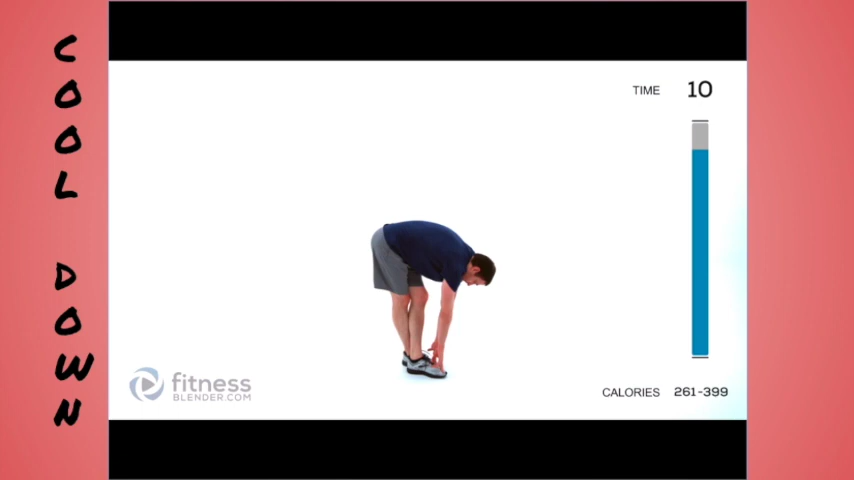 COOL DOWN
TIME 10
fitness
BLENDER.COM
CALORIES 261-399